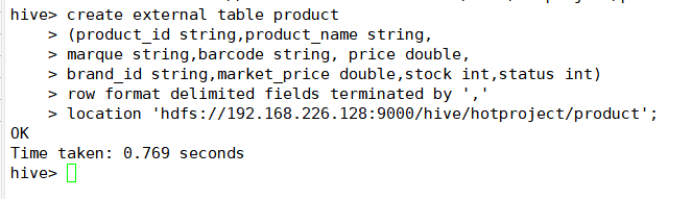 hive> create external table product
    > (product_id string,product_name string,
    > marque string,barcode string, price double,
    > brand_id string,market_price double,stock int,status int)
    > row format delimited fields terminated by ','
    > location 'hdfs://192.168.226.128:9000/hive/hotproject/product';
OK
Time taken: 0.769 seconds
hive>